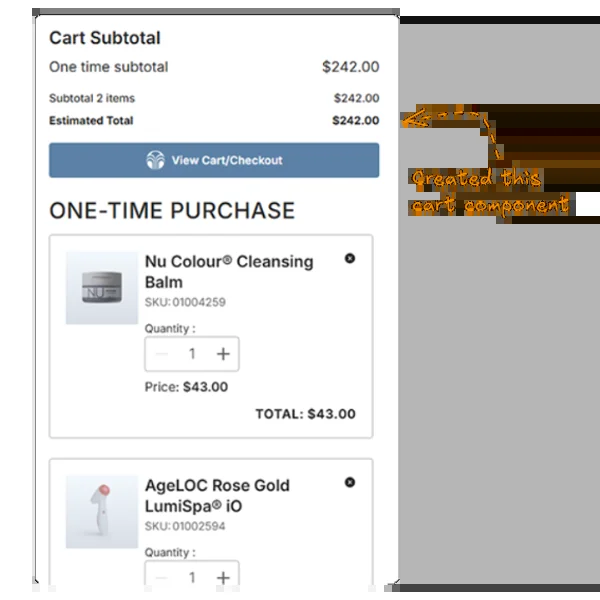 Cart Subtotal
One time subtotal $242.00
Subtotal 2 items $242.00
Estimated Total $242.00
View Cart/Checkout
Created this
cart component
ONE-TIME PURCHASE
Nu Colour® Cleansing
Balm
SKU: 01004259
Quantity :
1
Price: $43.00
TOTAL: $43.00
NU
AgeLOC Rose Gold
LumiSpa® iO
SKU: 01002594
Quantity :
1